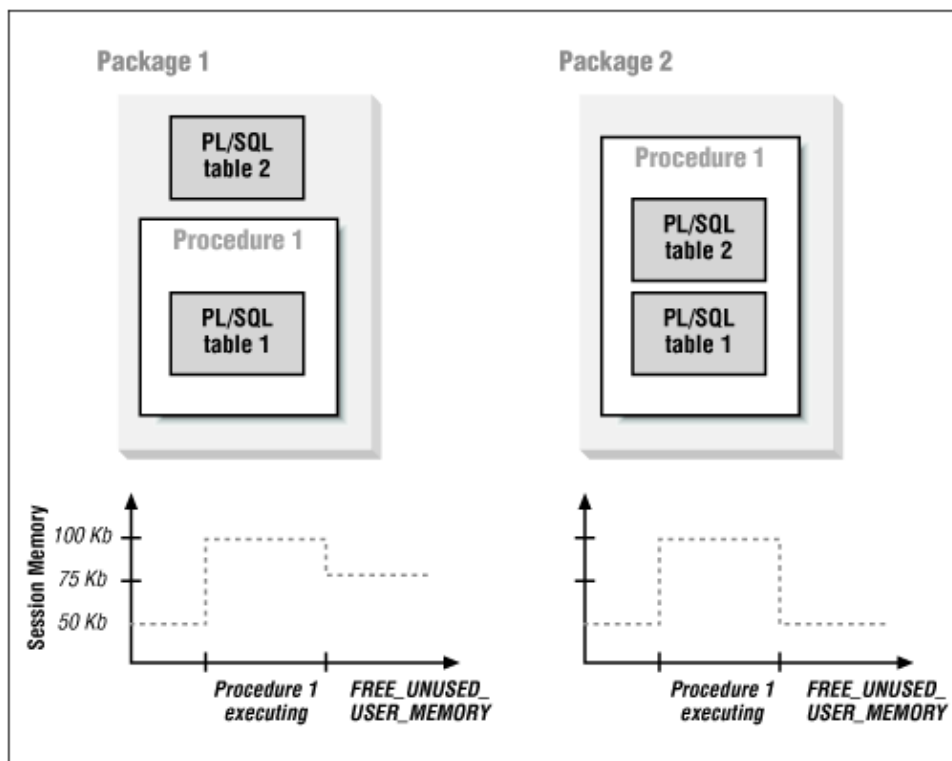 Package 1
PL/SQL
table 2
Procedure 1
PL/SQL
table 1
Package 2
Procedure 1
PL/SQL
table 2
PL/SQL
table 1
Session Memory
100 Kb
75 Kb
50 Kb
Procedure 1
executing
FREE_UNUSED_
USER_MEMORY
Procedure 1
executing
FREE_UNUSED_
USER_MEMORY